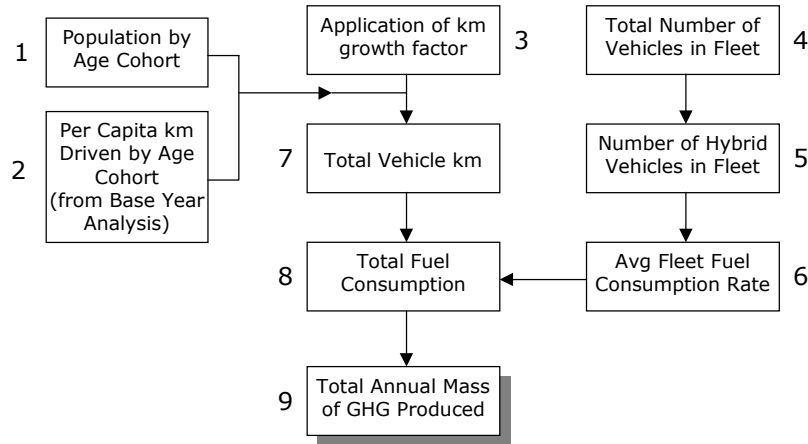 1
Population by
Age Cohort
Application of km
growth factor
3
Total Number of
Vehicles in Fleet
4
2
Per Capita km
Driven by Age
Cohort
(from Base Year
Analysis)
7
Total Vehicle km
Number of Hybrid
Vehicles in Fleet
5
8
Total Fuel
Consumption
Avg Fleet Fuel
Consumption Rate
6
9
Total Annual Mass
of GHG Produced